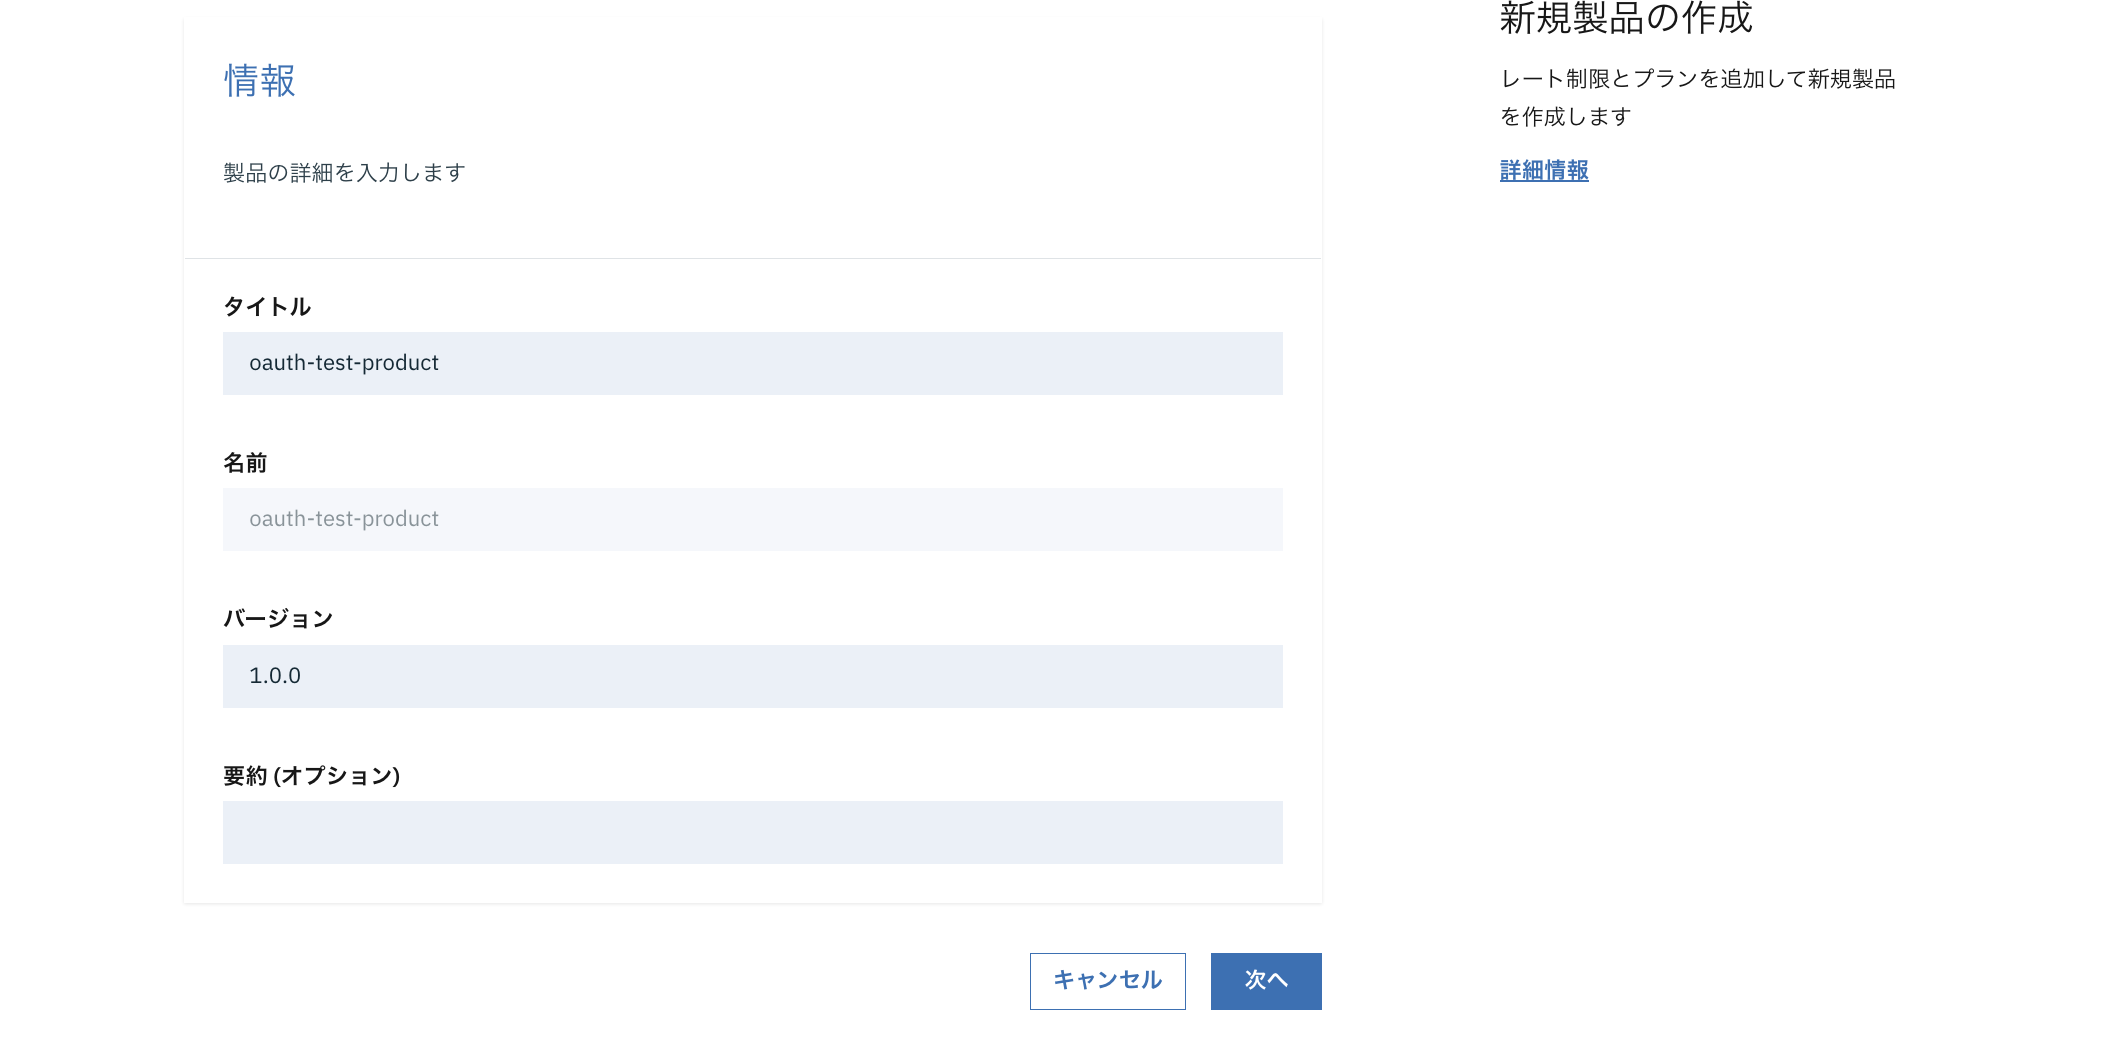 情報
製品の詳細を入力します
タイトル
oauth-test-product
名前
oauth-test-product
バージョン
1.0.0
要約 (オプション)
キャンセル
次へ
新規製品の作成
レート制限とプランを追加して新規製品
を作成します
詳細情報